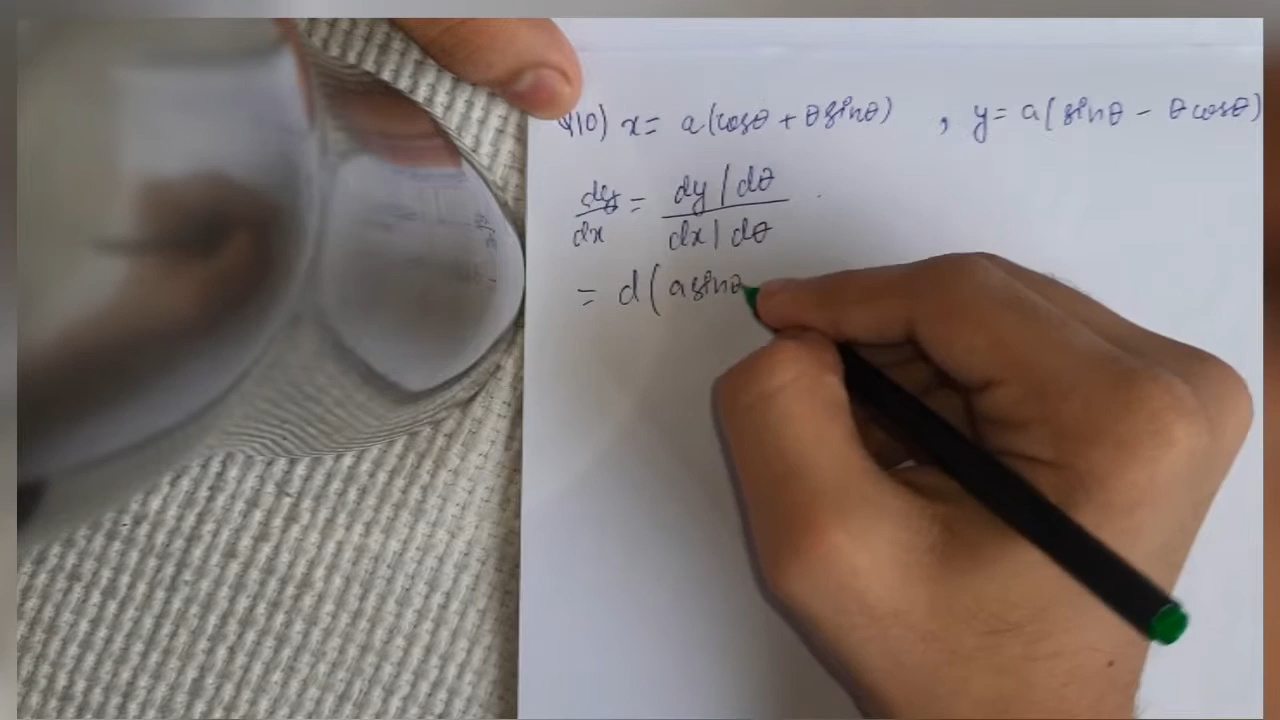 Q10) x= a(cosθ + θsinθ) , y= a(sinθ - θcosθ)
dy/dx = dy/dθ / dx/dθ
= d(asinθ